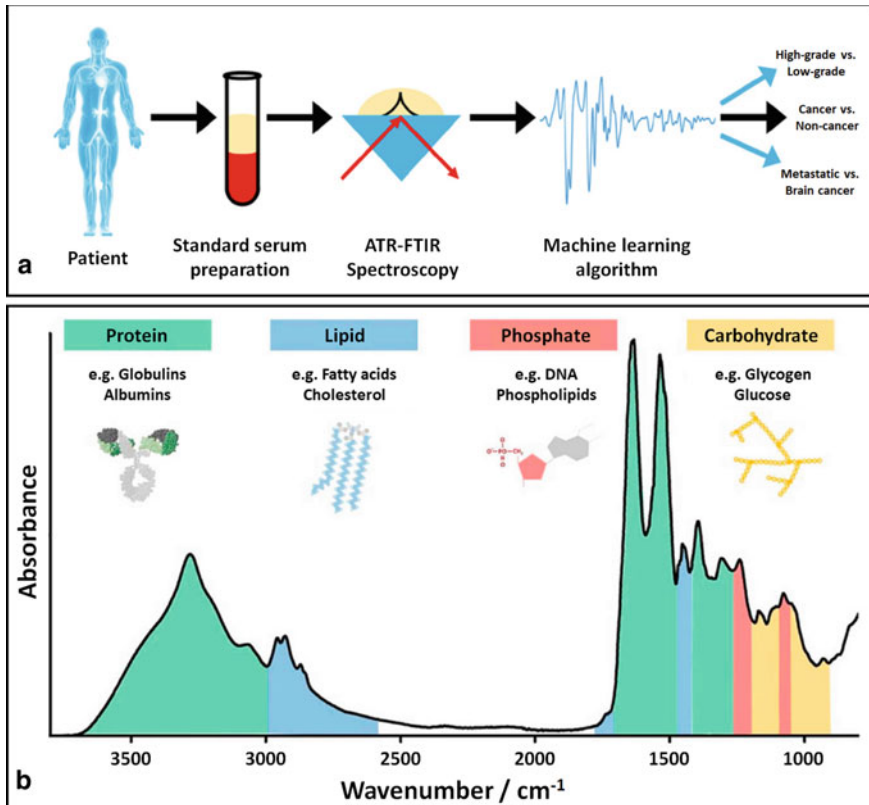 High-grade vs.
Low-grade
Cancer vs.
Non-cancer
Metastatic vs.
Brain cancer
a
Patient
Standard serum
preparation
ATR-FTIR
Spectroscopy
Machine learning
algorithm
Protein
Lipid
Phosphate
Carbohydrate
e.g. Globulins
Albumins
e.g. Fatty acids
Cholesterol
e.g. DNA
Phospholipids
e.g. Glycogen
Glucose
Absorbance
3500
3000
2500
2000
1500
1000
b
Wavenumber / cm⁻¹